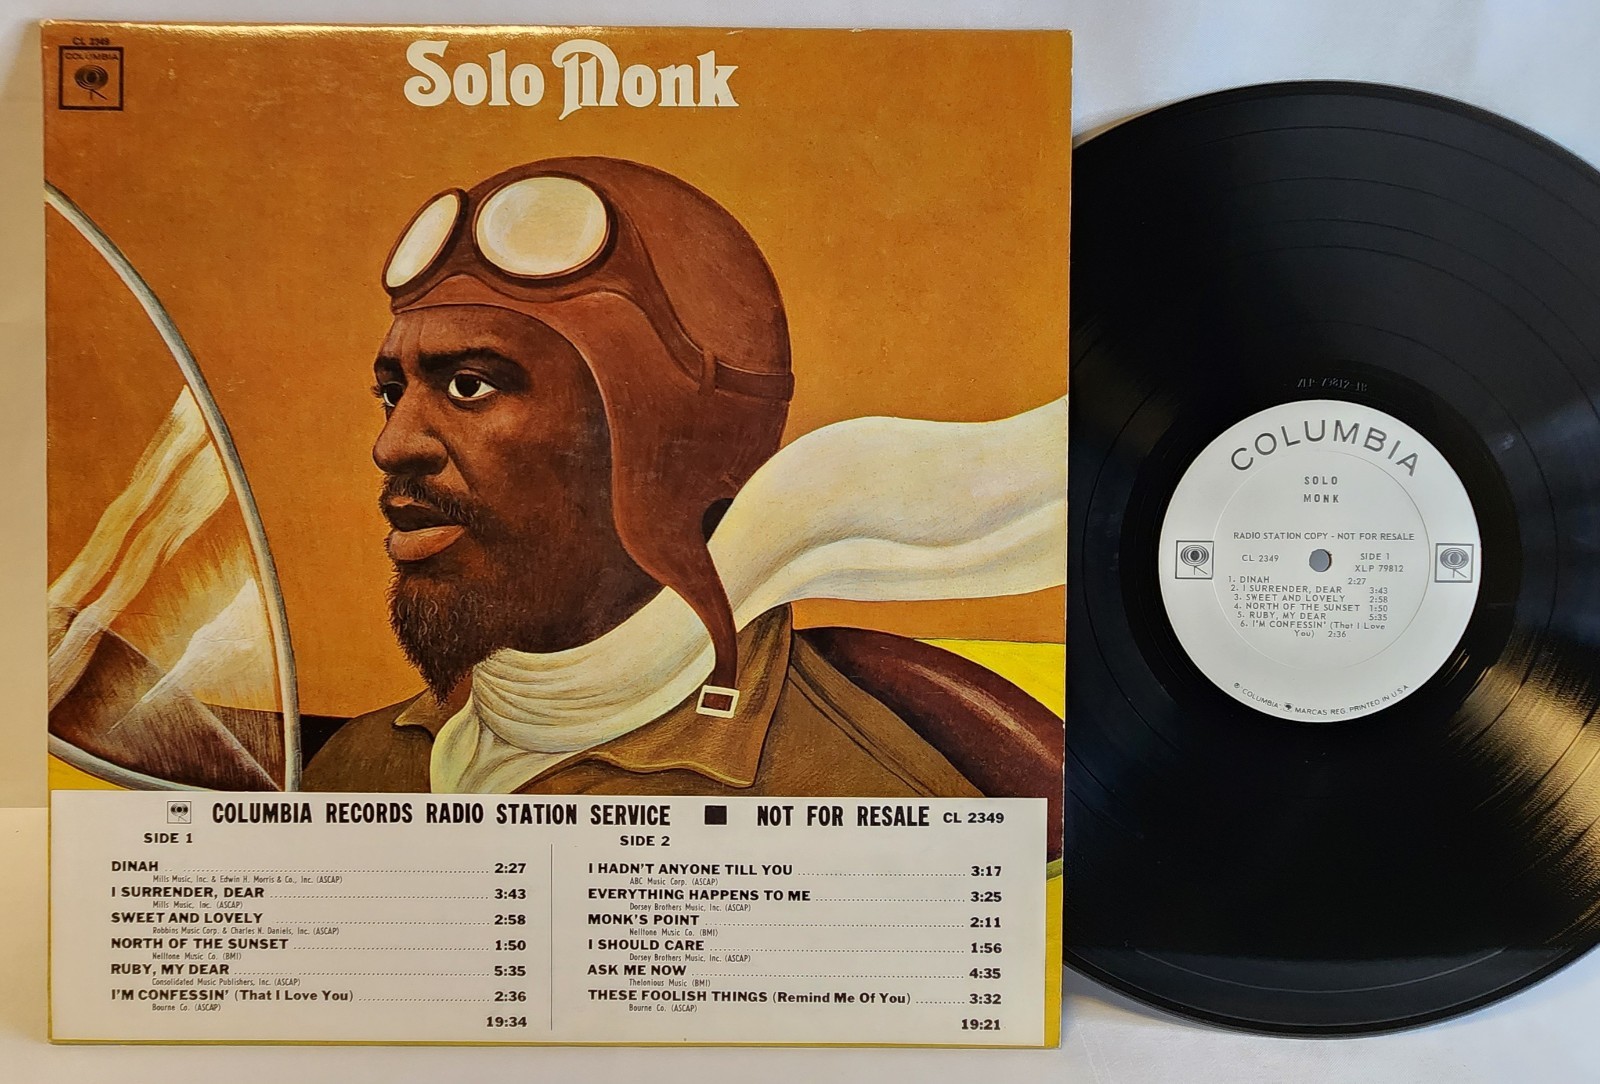 CL 2349
COLUMBIA
Solo Monk
COLUMBIA RECORDS RADIO STATION SERVICE ■ NOT FOR RESALE CL 2349
SIDE 1
DINAH 2:27
Mills Music, Inc. & Edwin H. Morris & Co., Inc. (ASCAP)
I SURRENDER, DEAR 3:43
Mills Music, Inc. (ASCAP)
SWEET AND LOVELY 2:58
Robbins Music Corp. & Charles N. Daniels, Inc. (ASCAP)
NORTH OF THE SUNSET 1:50
Nelltone Music Co. (BMI)
RUBY, MY DEAR 5:35
Consolidated Music Publishers, Inc. (ASCAP)
I'M CONFESSIN' (That I Love You) 2:36
Bourne Co. (ASCAP)
19:34
SIDE 2
I HADN'T ANYONE TILL YOU 3:17
ABC Music Corp. (ASCAP)
EVERYTHING HAPPENS TO ME 3:25
Dorsey Brothers Music, Inc. (ASCAP)
MONK'S POINT 2:11
Nelltone Music Co. (BMI)
I SHOULD CARE 1:56
Dorsey Brothers Music, Inc. (ASCAP)
ASK ME NOW 4:35
Thelonious Music (BMI)
THESE FOOLISH THINGS (Remind Me Of You) 3:32
Bourne Co. (ASCAP)
19:21
COLUMBIA
SOLO
MONK
RADIO STATION COPY - NOT FOR RESALE
CL 2349
SIDE 1
XLP 79812
1. DINAH 2:27
2. I SURRENDER, DEAR 3:43
3. SWEET AND LOVELY 2:58
4. NORTH OF THE SUNSET 1:50
5. RUBY, MY DEAR 5:35
6. I'M CONFESSIN' (That I Love
You) 2:36
® COLUMBIA MARCAS REG. PRINTED IN U.S.A.